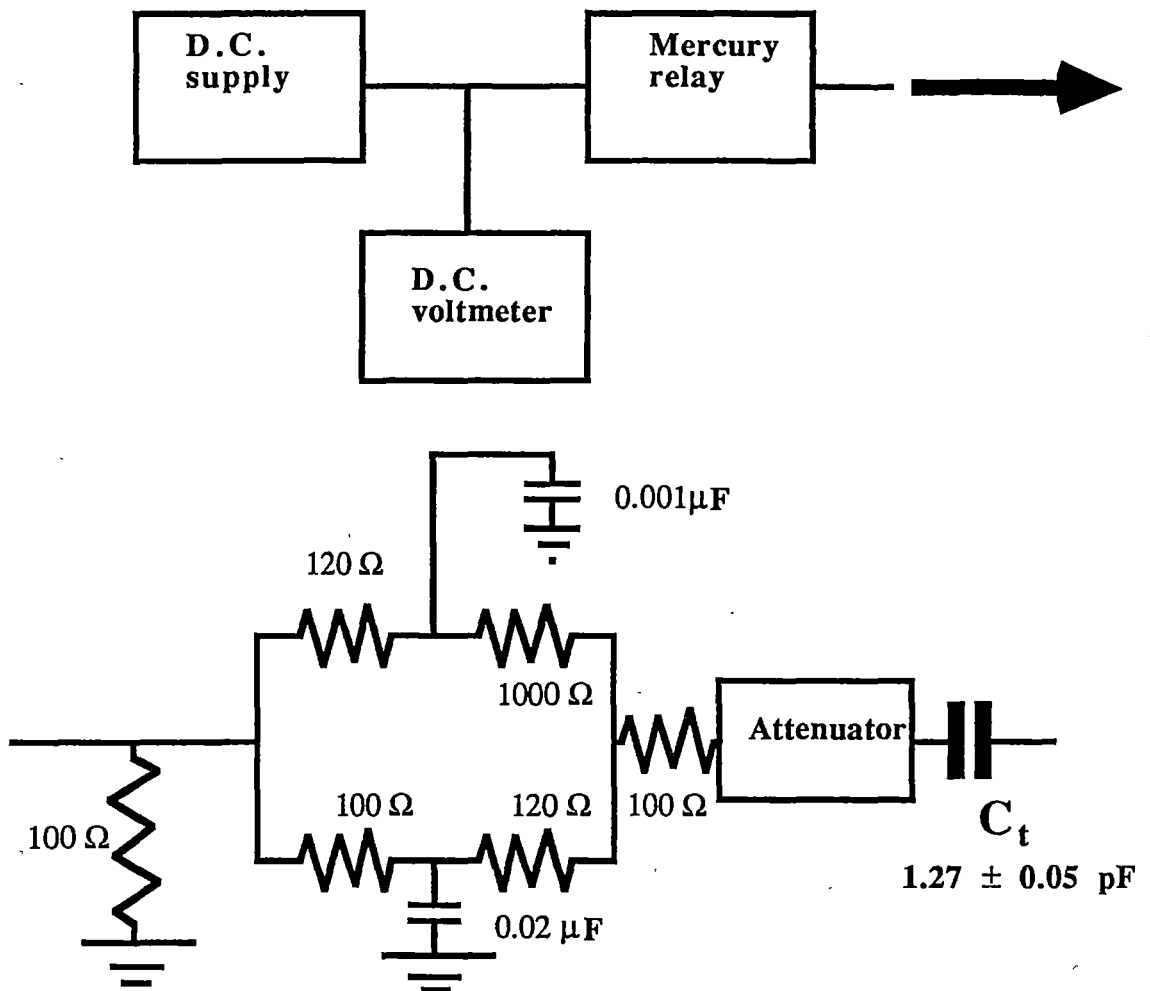 D.C.
supply
Mercury
relay
D.C.
voltmeter
0.001μF
120 Ω
1000 Ω
Attenuator
100 Ω
100 Ω
120 Ω
100 Ω
C_t
1.27 ± 0.05 pF
0.02 μF